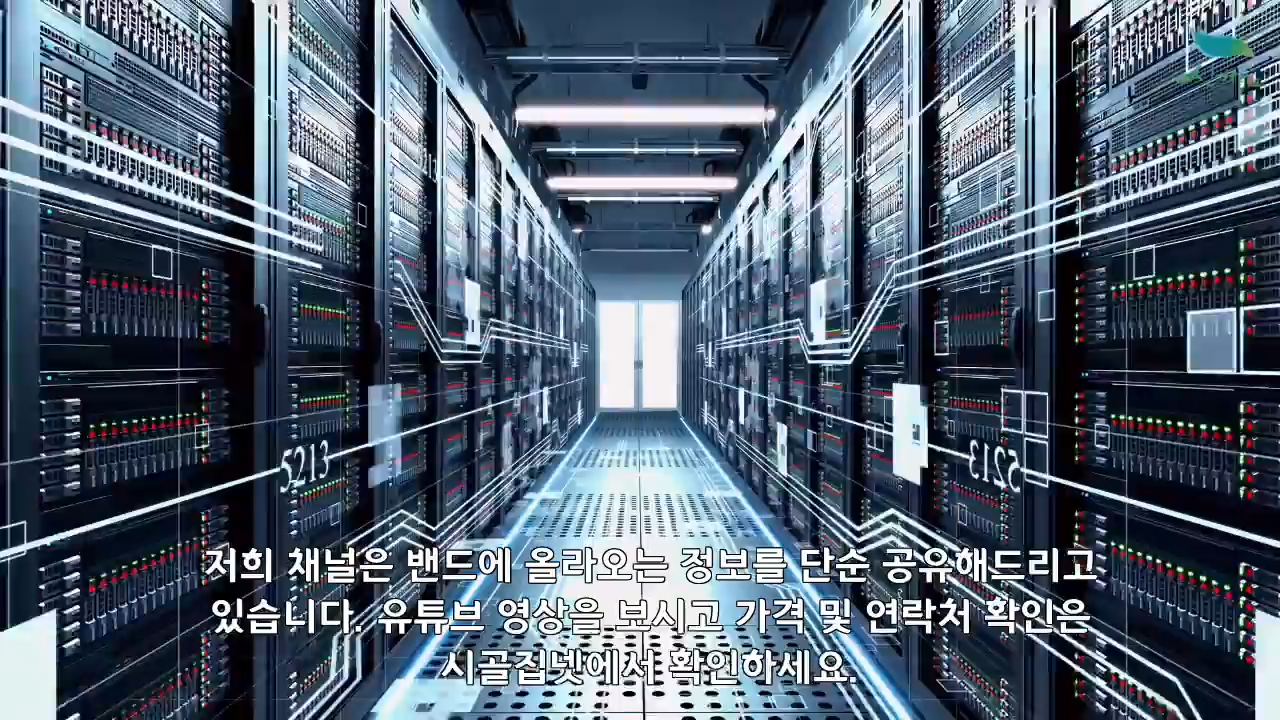 5213
5213
저희 채널은 밴드에 올라오는 정보를 단순 공유해드리고
있습니다. 유튜브 영상을 보시고 가격 및 연락처 확인은
시골집넷에서 확인하세요.